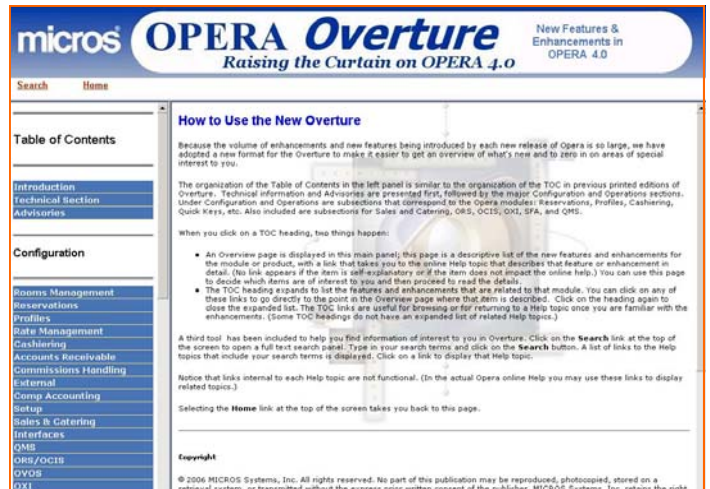 micros
OPERA Overture
Raising the Curtain on OPERA 4.0
New Features &
Enhancements in
OPERA 4.0
Search Home
Table of Contents
Introduction
Technical Section
Advisories
Configuration
Rooms Management
Reservations
Profiles
Rate Management
Cashiering
Accounts Receivable
Commissions Handling
External
Comp Accounting
Setup
Sales & Catering
Interfaces
QMS
ORS/OCIS
OVOS
OXI
How to Use the New Overture
Because the volume of enhancements and new features being introduced by each new release of Opera is so large, we have
adopted a new format for the Overture to make it easier to get an overview of what's new and to zero in on areas of special
interest to you.
The organization of the Table of Contents in the left panel is similar to the organization of the TOC in previous printed editions of
Overture. Technical information and Advisories are presented first, followed by the major Configuration and Operations sections.
Under Configuration and Operations are subsections that correspond to the Opera modules: Reservations, Profiles, Cashiering,
Quick Keys, etc. Also included are subsections for Sales and Catering, ORS, OCIS, OXI, SFA, and QMS.
When you click on a TOC heading, two things happen:
• An Overview page is displayed in this main panel; this page is a descriptive list of the new features and enhancements for
the module or product, with a link that takes you to the online Help topic that describes that feature or enhancement in
detail. (No link appears if the item is self-explanatory or if the item does not impact the online help.) You can use this page
to decide which items are of interest to you and then proceed to read the details.
• The TOC heading expands to list the features and enhancements that are related to that module. You can click on any of
these links to go directly to the point in the Overview page where that item is described. Click on the heading again to
close the expanded list. The TOC links are useful for browsing or for returning to a Help topic once you are familiar with the
enhancements. (Some TOC headings do not have an expanded list of related Help topics.)
A third tool has been included to help you find information of interest to you in Overture. Click on the Search link at the top of
the screen to open a full text search panel. Type in your search terms and click on the Search button. A list of links to the Help
topics that include your search terms is displayed. Click on a link to display that Help topic.
Notice that links internal to each Help topic are not functional. (In the actual Opera online Help you may use these links to display
related topics.)
Selecting the Home link at the top of the screen takes you back to this page.
Copyright
© 2006 MICROS Systems, Inc. All rights reserved. No part of this publication may be reproduced, photocopied, stored on a
retrieval system, or transmitted without the express prior written consent of the publisher. MICROS Systems, Inc. retains the right